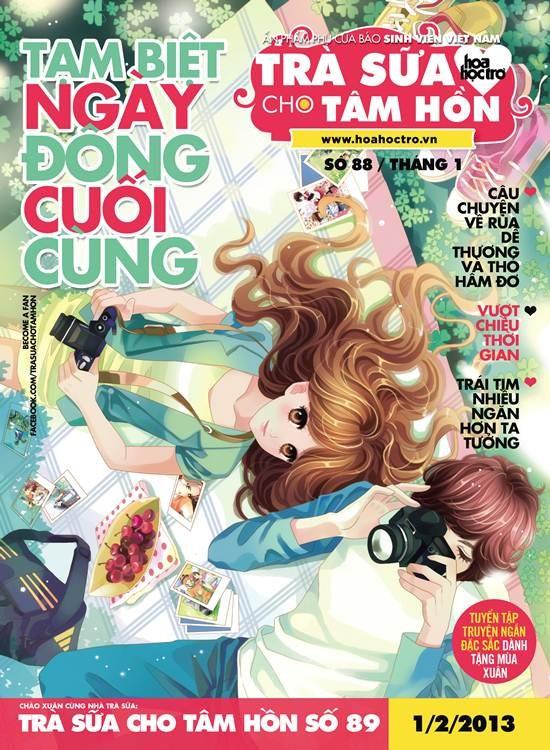 ẤN PHẨM PHỤ CỦA BÁO SINH VIÊN VIỆT NAM
TRÀ SỮA
hoa
học trò
CHO TÂM HỒN
www.hoahoctro.vn
SỐ 88 / THÁNG 1
TẠM BIỆT
NGÀY
ĐÔNG
CUỐI
CÙNG
CÂU
CHUYỆN
VỀ RÙA
DỄ
THƯƠNG
VÀ THỎ
HÂM ĐƠ
VƯỢT
CHIỀU
THỜI
GIAN
TRÁI TIM
NHIỀU
NGĂN
HƠN TA
TƯỞNG
BECOME A FAN
FACEBOOK.COM/TRASUACHOTAMHON
TUYỂN TẬP
TRUYỆN NGẮN
ĐẶC SẮC DÀNH
TẶNG MÙA
XUÂN
CHÀO XUÂN CÙNG NHÀ TRÀ SỮA:
TRÀ SỮA CHO TÂM HỒN SỐ 89
1/2/2013